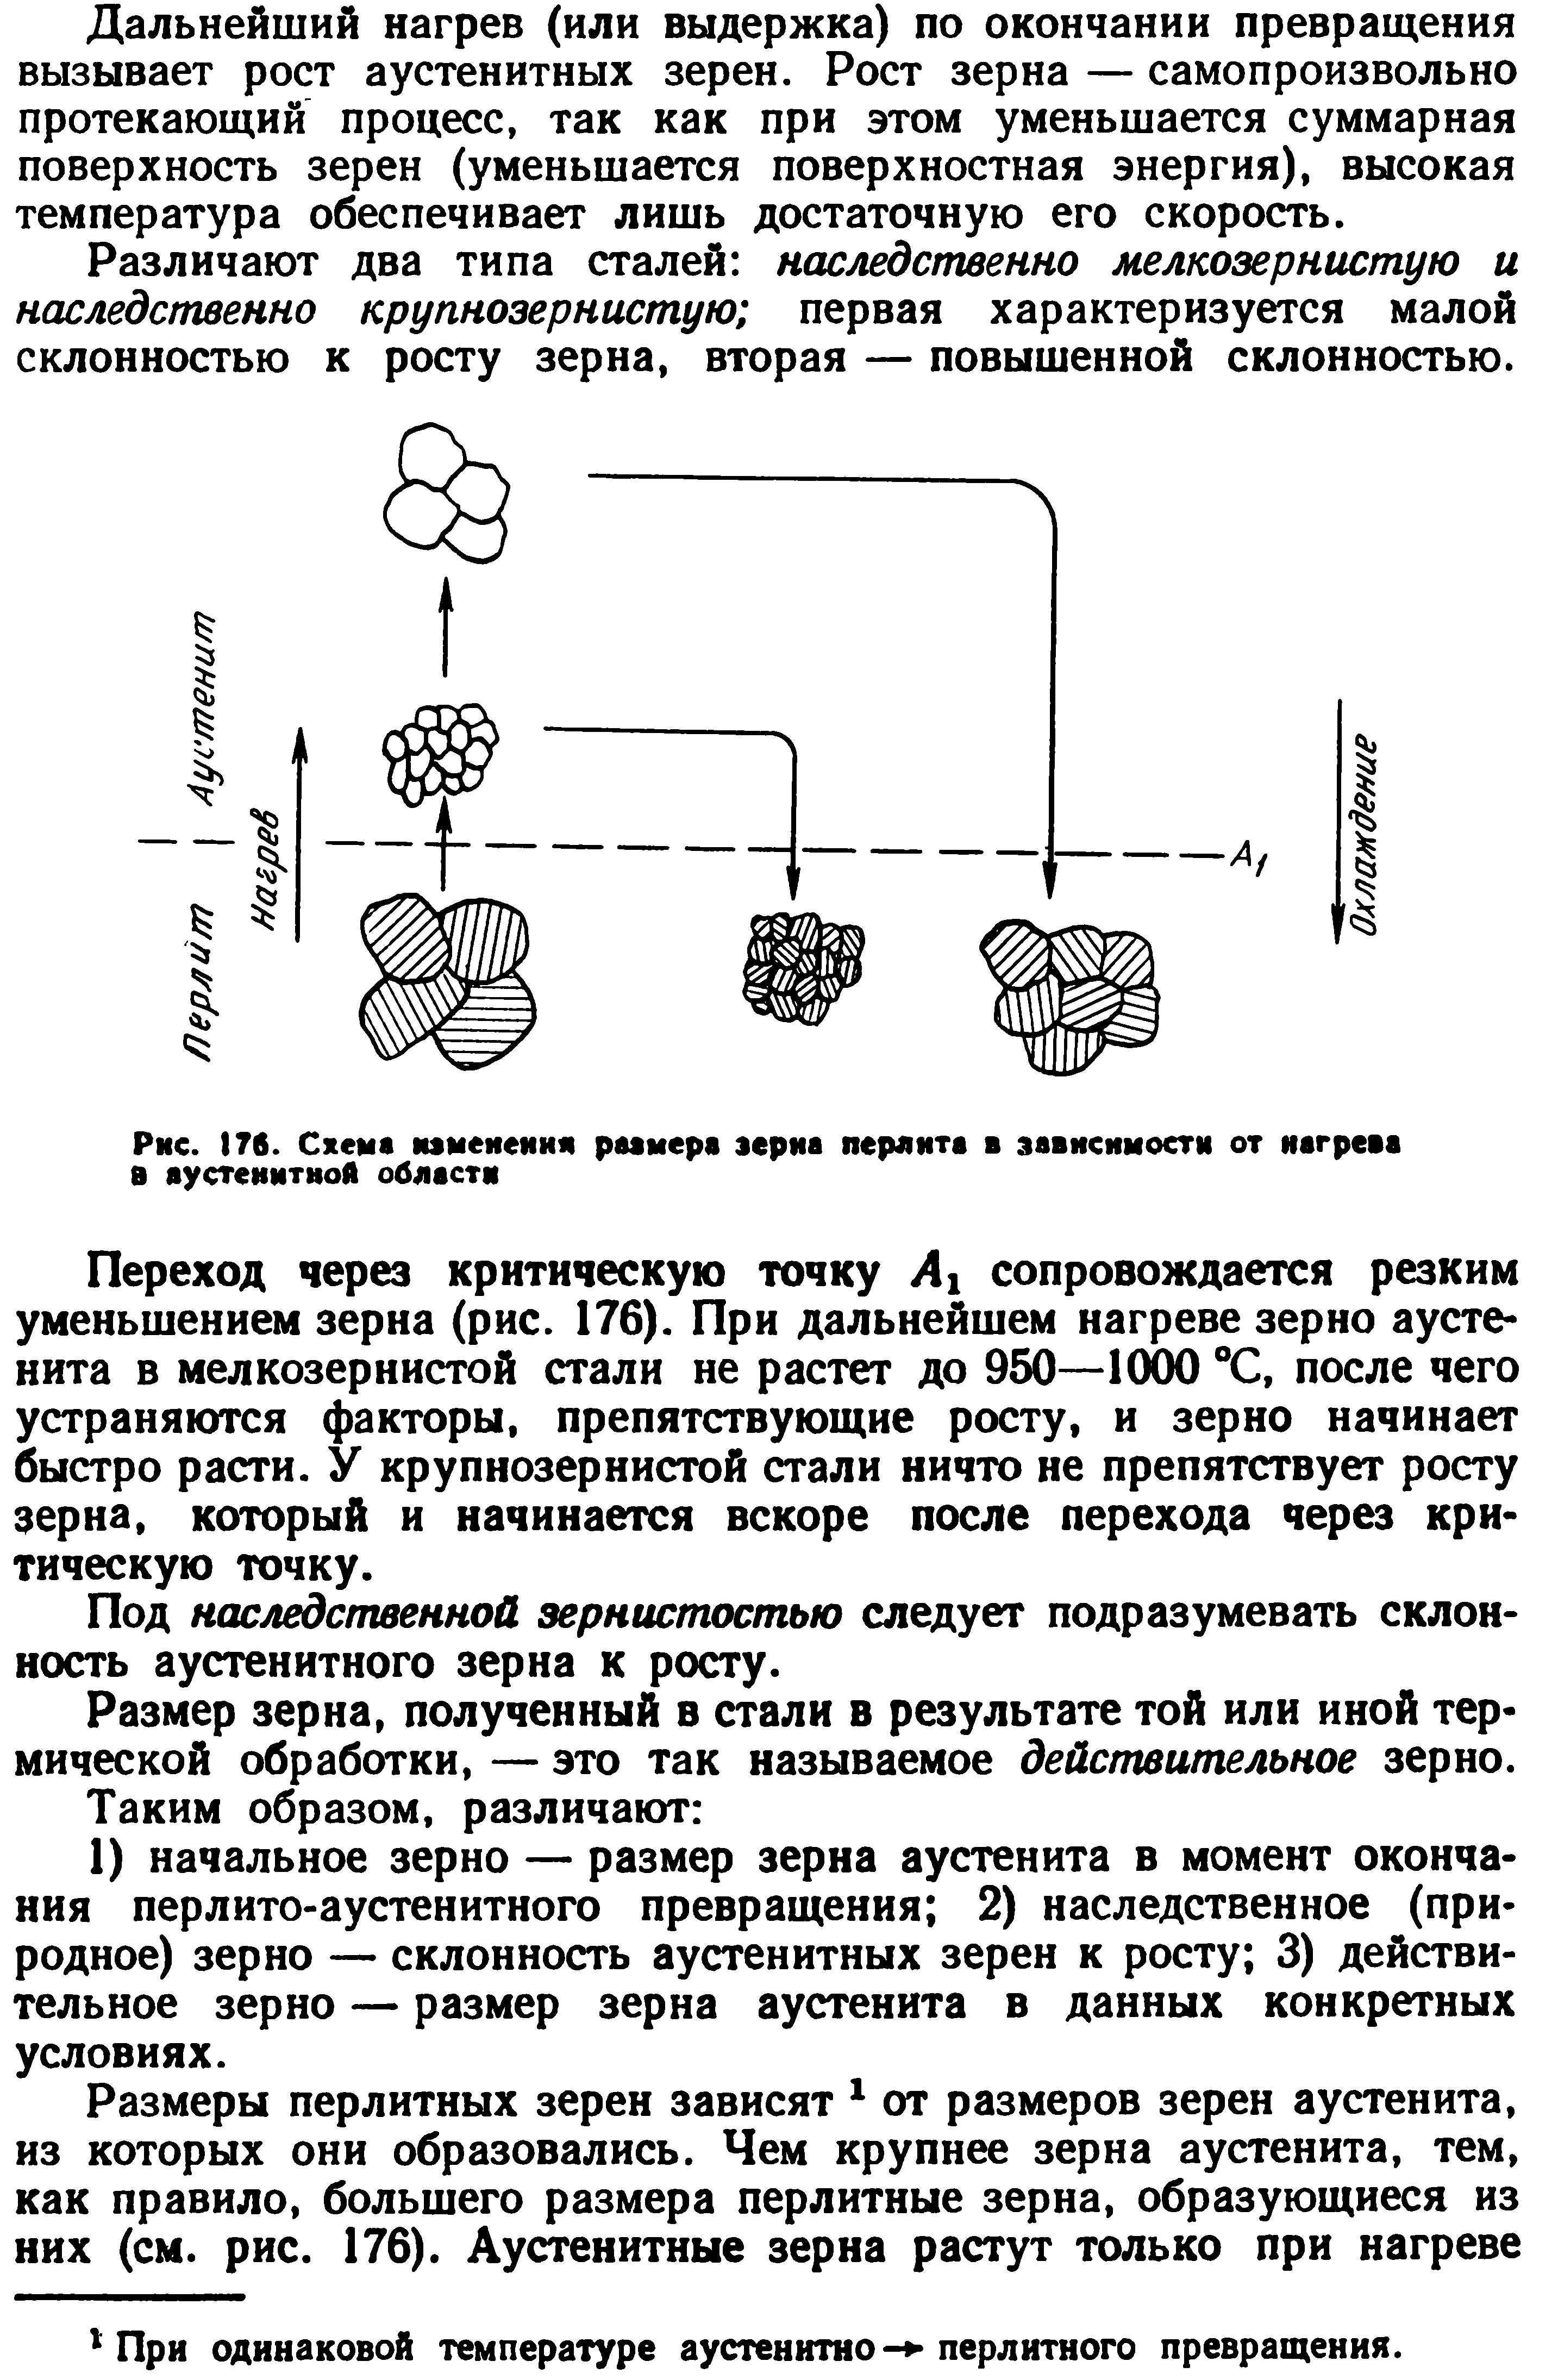 Дальнейший нагрев (или выдержка) по окончании превращения
вызывает рост аустенитных зерен. Рост зерна — самопроизвольно
протекающий процесс, так как при этом уменьшается суммарная
поверхность зерен (уменьшается поверхностная энергия), высокая
температура обеспечивает лишь достаточную его скорость.
Различают два типа сталей: наследственно мелкозернистую и
наследственно крупнозернистую; первая характеризуется малой
склонностью к росту зерна, вторая — повышенной склонностью.
Аустенит
Нагрев
Перлит
A₁
Охлаждение
Рис. 176. Схема изменения размера зерна перлита в зависимости от нагрева
в аустенитной области
Переход через критическую точку A₁ сопровождается резким
уменьшением зерна (рис. 176). При дальнейшем нагреве зерно аусте-
нита в мелкозернистой стали не растет до 950—1000 °С, после чего
устраняются факторы, препятствующие росту, и зерно начинает
быстро расти. У крупнозернистой стали ничто не препятствует росту
зерна, который и начинается вскоре после перехода через кри-
тическую точку.
Под наследственной зернистостью следует подразумевать склон-
ность аустенитного зерна к росту.
Размер зерна, полученный в стали в результате той или иной тер-
мической обработки, — это так называемое действительное зерно.
Таким образом, различают:
1) начальное зерно — размер зерна аустенита в момент оконча-
ния перлито-аустенитного превращения; 2) наследственное (при-
родное) зерно — склонность аустенитных зерен к росту; 3) действи-
тельное зерно — размер зерна аустенита в данных конкретных
условиях.
Размеры перлитных зерен зависят ¹ от размеров зерен аустенита,
из которых они образовались. Чем крупнее зерна аустенита, тем,
как правило, большего размера перлитные зерна, образующиеся из
них (см. рис. 176). Аустенитные зерна растут только при нагреве
¹ При одинаковой температуре аустенитно → перлитного превращения.